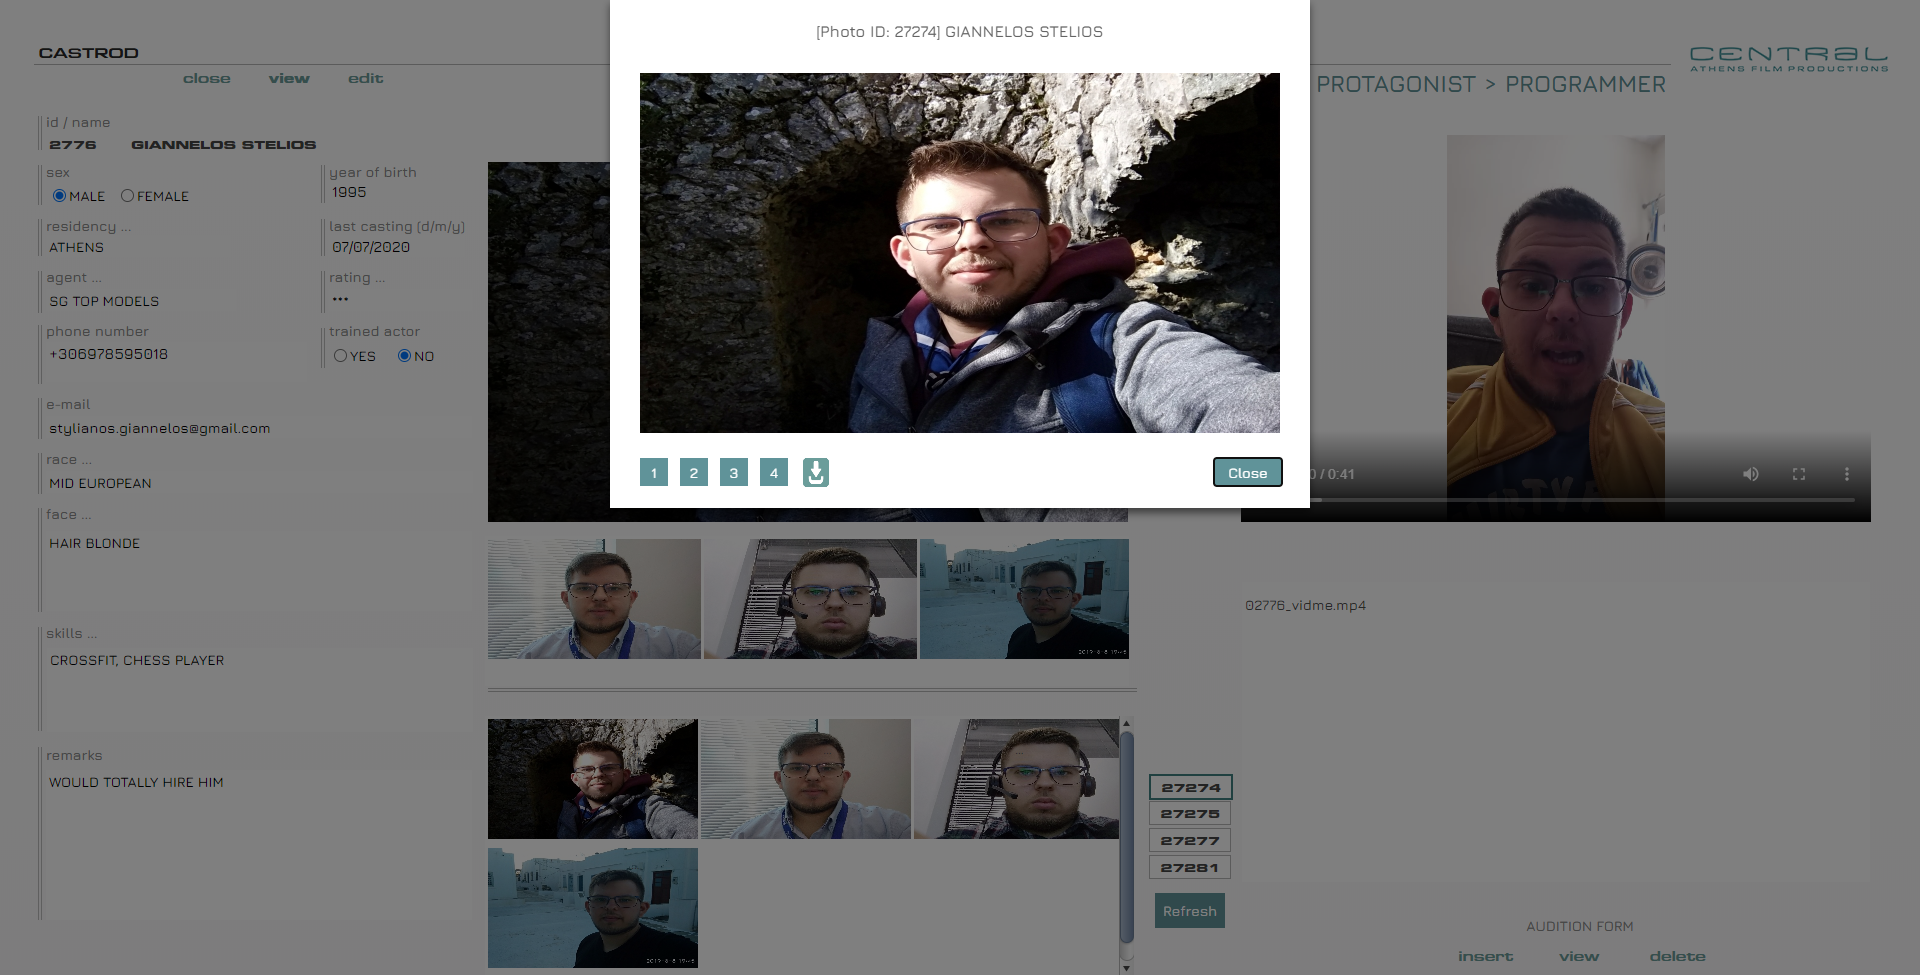 [Photo ID: 27274] GIANNELOS STELIOS
CASTROD
close view edit
CENTRAL
ATHENS FILM PRODUCTIONS
PROTAGONIST > PROGRAMMER
id / name
2776 GIANNELOS STELIOS
sex
MALE FEMALE
year of birth
1995
residency ...
ATHENS
last casting (d/m/y)
07/07/2020
agent ...
SG TOP MODELS
rating ...
•••
phone number
+306978595018
trained actor
YES NO
e-mail
stylianos.giannelos@gmail.com
race ...
MID EUROPEAN
face ...
HAIR BLONDE
skills ...
CROSSFIT, CHESS PLAYER
remarks
WOULD TOTALLY HIRE HIM
1 2 3 4
Close
/ 0:41
02776_vidme.mp4
27274
27275
27277
27281
Refresh
AUDITION FORM
insert view delete